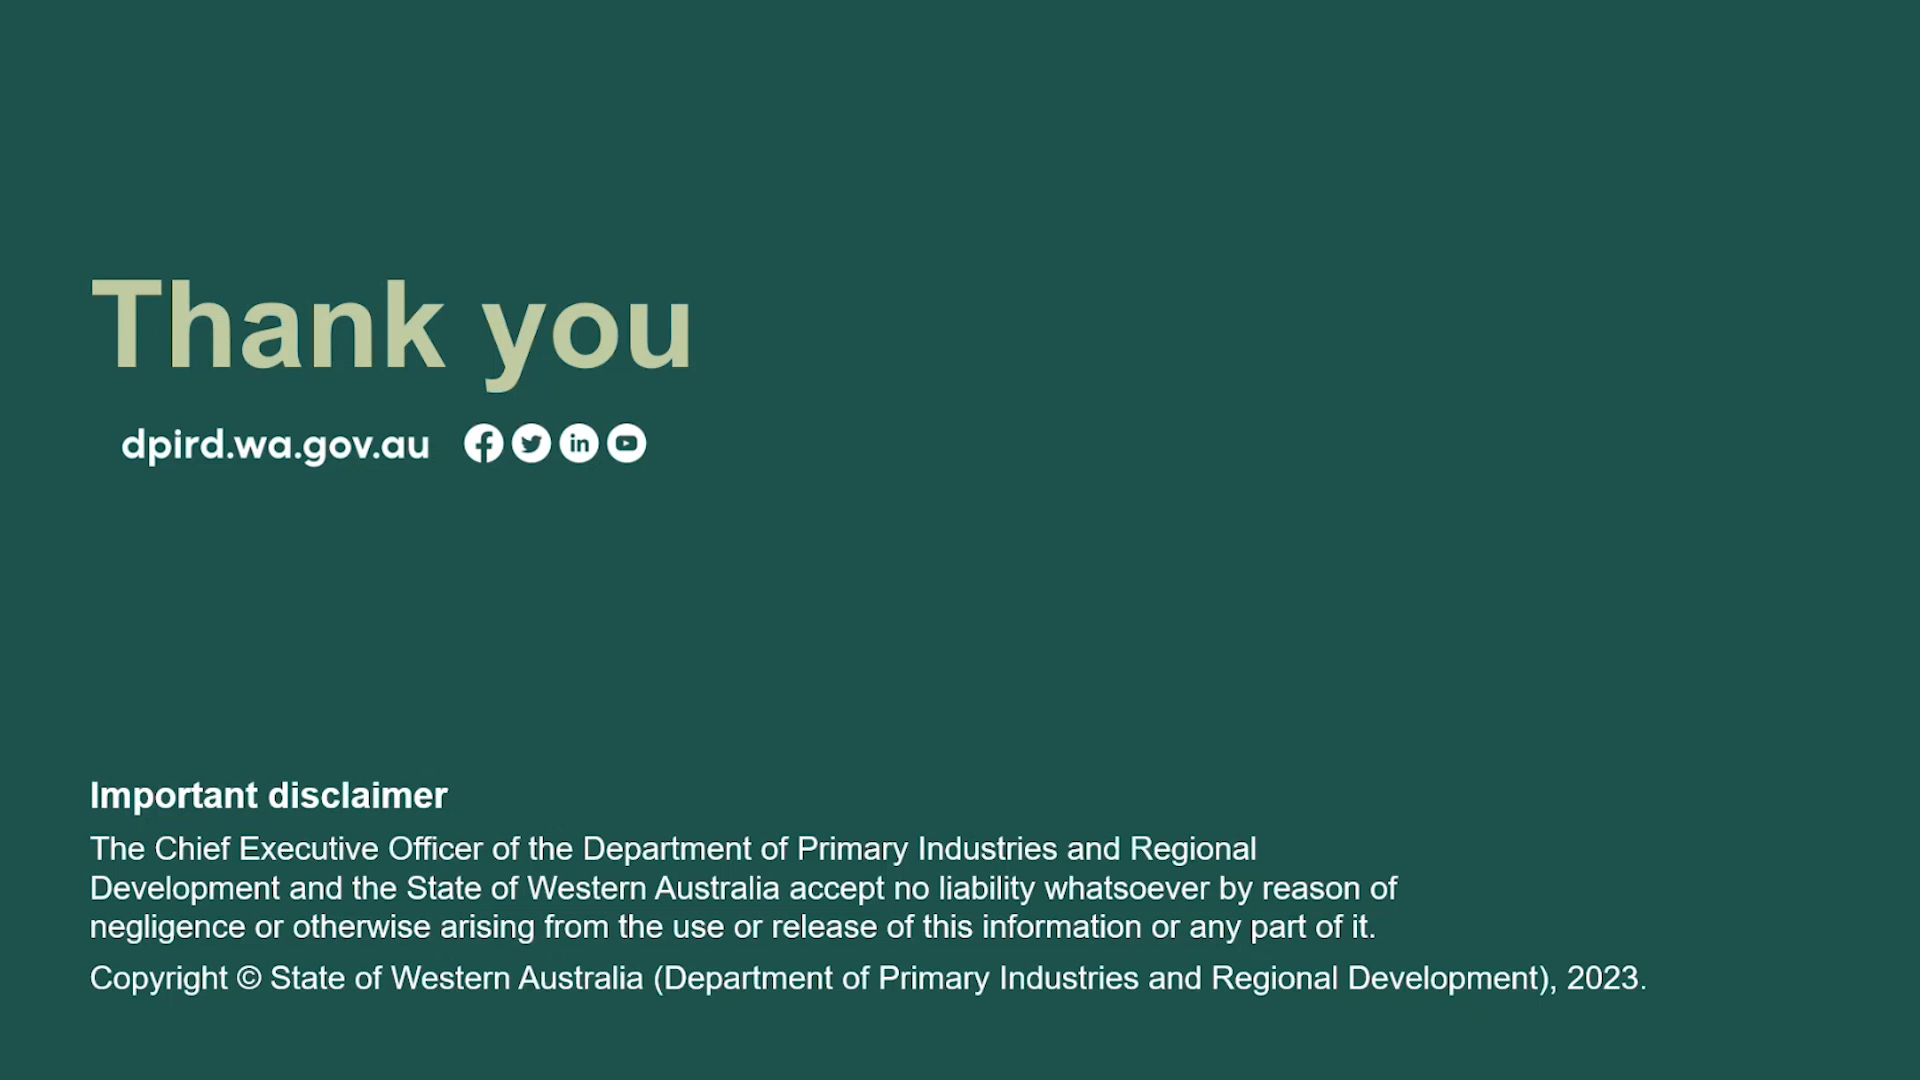 Thank you
dpird.wa.gov.au
Important disclaimer
The Chief Executive Officer of the Department of Primary Industries and Regional
Development and the State of Western Australia accept no liability whatsoever by reason of
negligence or otherwise arising from the use or release of this information or any part of it.
Copyright © State of Western Australia (Department of Primary Industries and Regional Development), 2023.